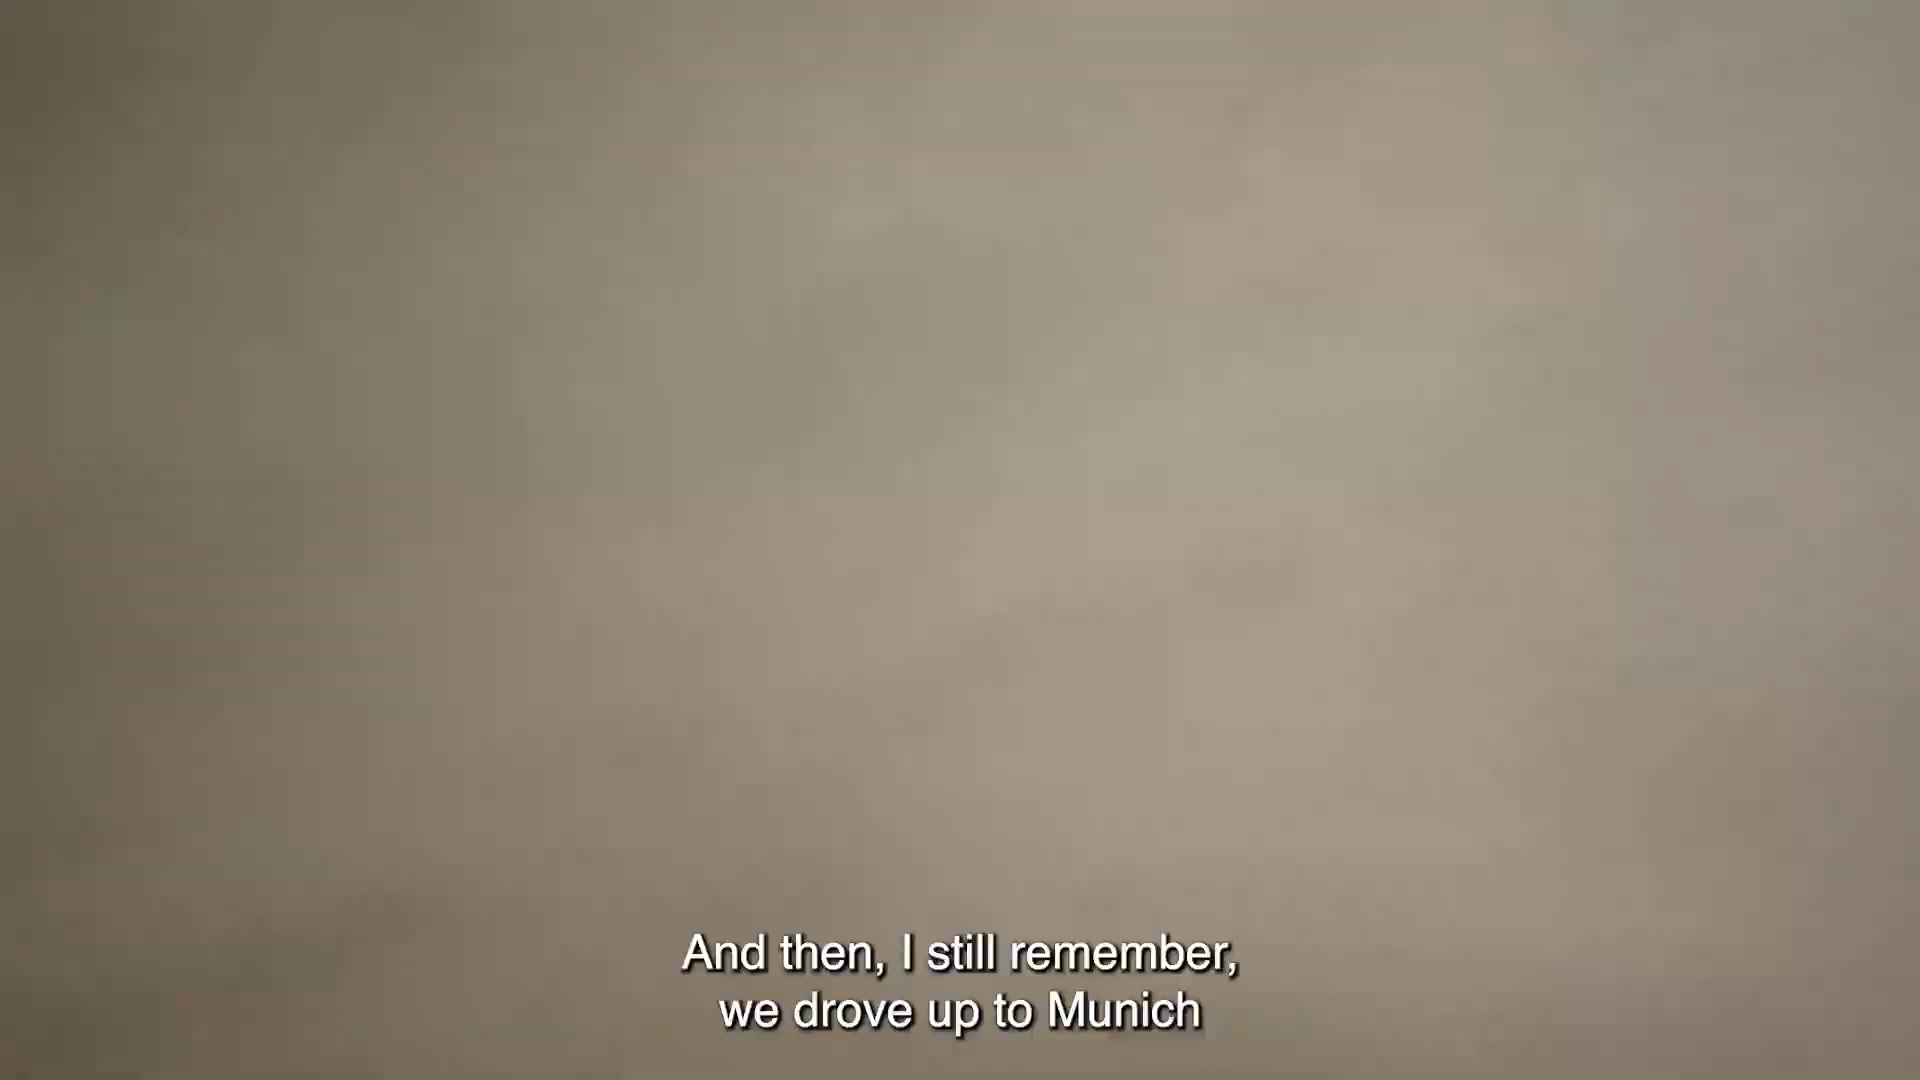 And then, I still remember,
we drove up to Munich